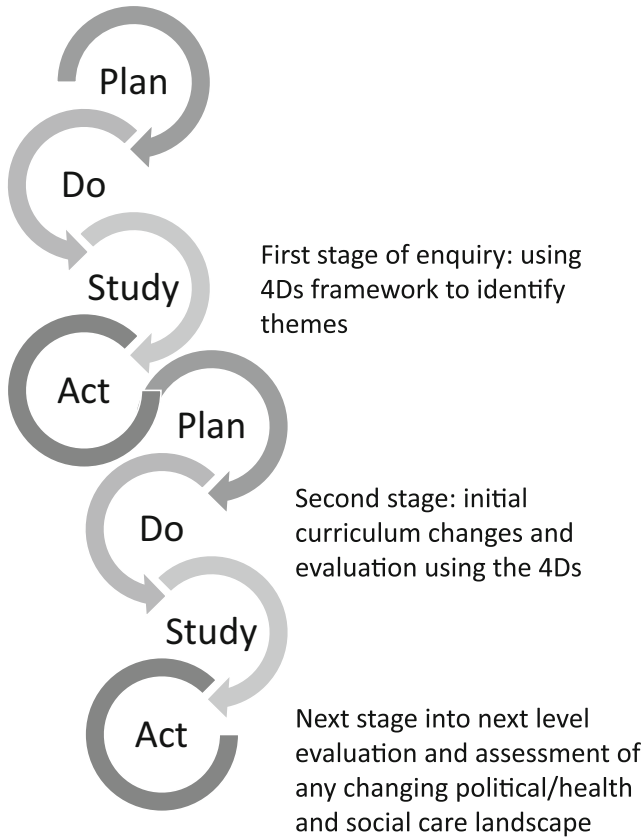 Plan
Do
Study
First stage of enquiry: using
4Ds framework to identify
themes
Act
Plan
Do
Second stage: initial
curriculum changes and
evaluation using the 4Ds
Study
Act
Next stage into next level
evaluation and assessment of
any changing political/health
and social care landscape